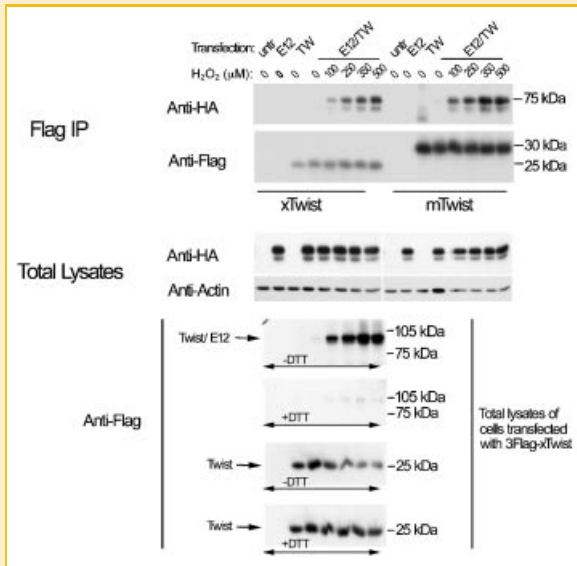 Transfection: untr E12 TW E12/TW untr E12 TW E12/TW
H₂O₂ (μM): 0 0 0 0 100 250 350 500 0 0 0 0 100 250 350 500
Anti-HA -75 kDa
Flag IP
Anti-Flag -30 kDa
-25 kDa
xTwist mTwist
Anti-HA
Total Lysates
Anti-Actin
Twist/ E12 -105 kDa
-75 kDa
-DTT
-105 kDa
-75 kDa
+DTT
Anti-Flag
Total lysates of
cells transfected
with 3Flag-xTwist
Twist -25 kDa
-DTT
Twist -25 kDa
+DTT